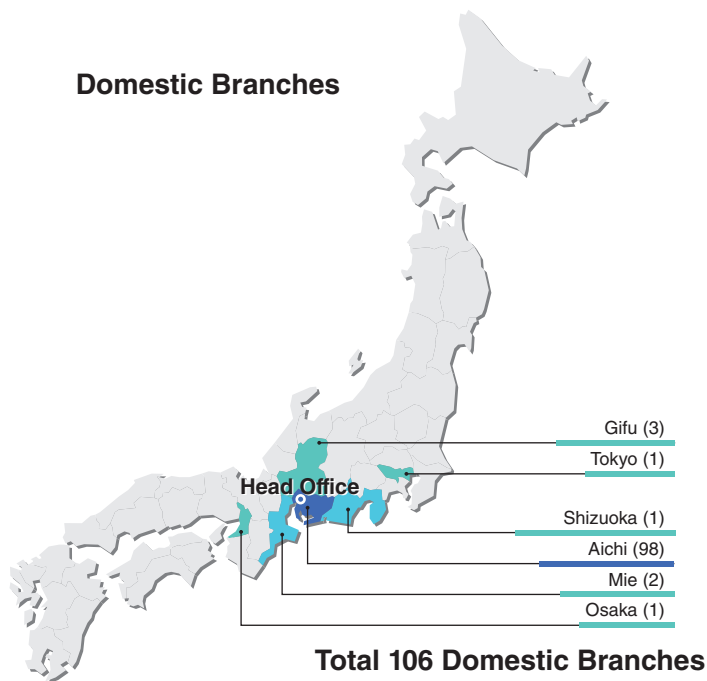 Domestic Branches
Gifu (3)
Tokyo (1)
Head Office
Shizuoka (1)
Aichi (98)
Mie (2)
Osaka (1)
Total 106 Domestic Branches